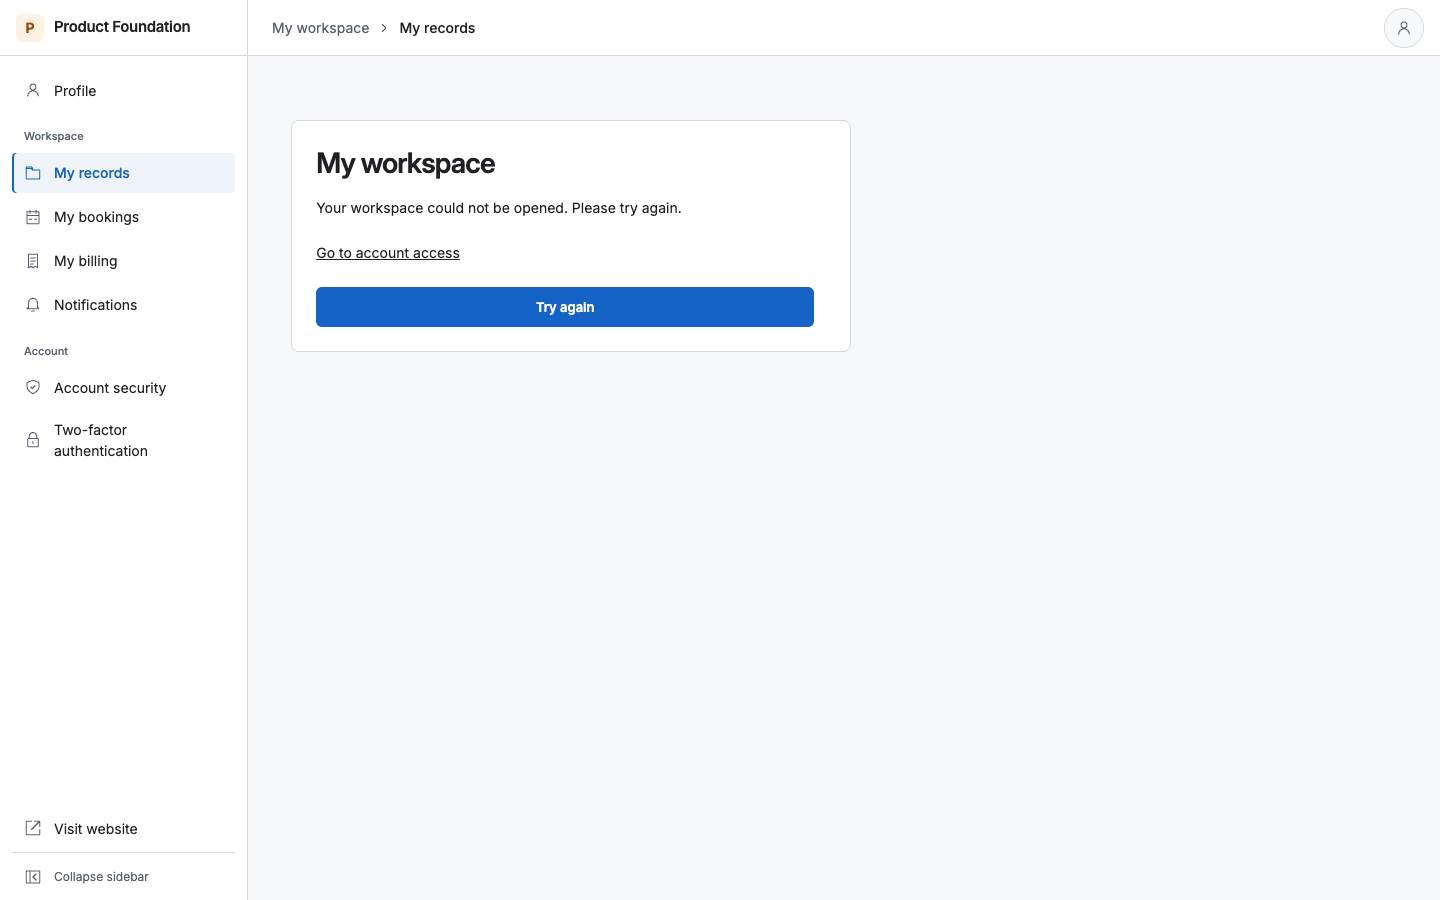 P Product Foundation
My workspace > My records
Profile
Workspace
My records
My bookings
My billing
Notifications
Account
Account security
Two-factor
authentication
Visit website
Collapse sidebar
My workspace
Your workspace could not be opened. Please try again.
Go to account access
Try again